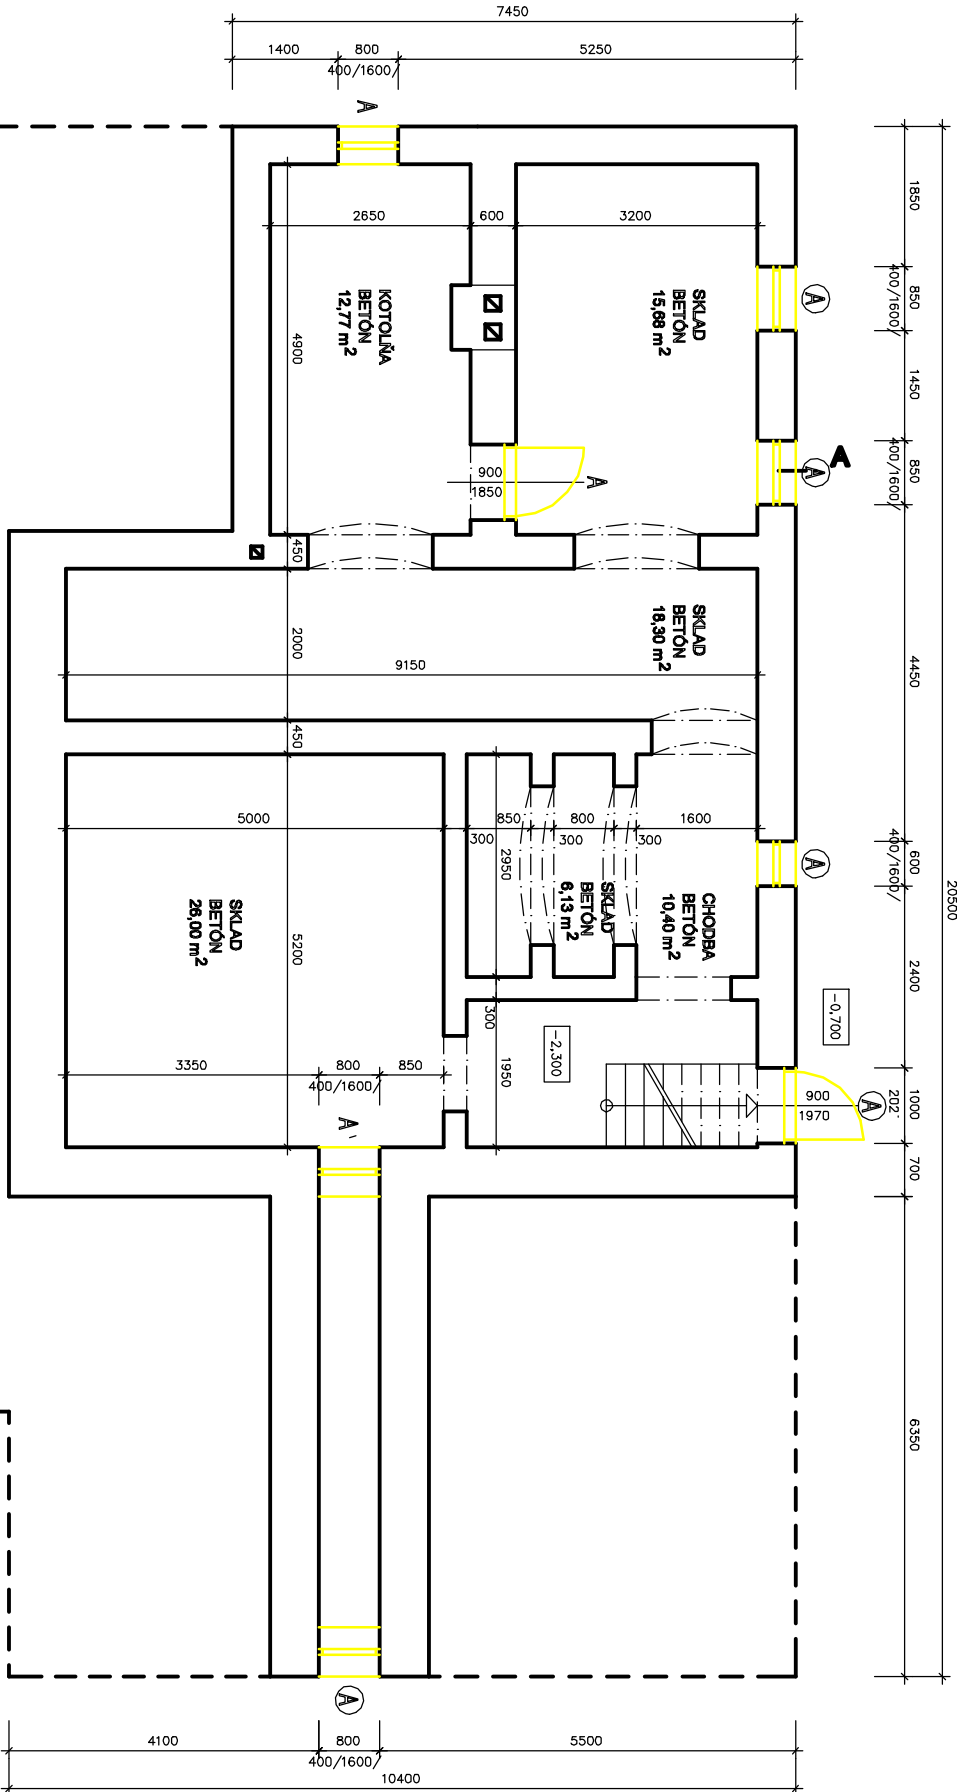 7450
1400
800
5250
400/1600/
A
1850
400/1600/
850
1450
400/1600/
850
4450
400/1600/
600
2400
1000
700
6350
20500
A
A
A
A
2650
600
3200
4900
KOTOLŇA
BETÓN
12,77 m2
SKLAD
BETÓN
15,68 m2
900
1850
A
450
2000
9150
SKLAD
BETÓN
18,30 m2
450
5000
300
850
300
800
300
1600
2950
5200
SKLAD
BETÓN
6,13 m2
CHODBA
BETÓN
10,40 m2
SKLAD
BETÓN
26,00 m2
300
1950
-2,300
-0,700
3350
800
850
400/1600/
A'
900
1970
A
A
4100
800
5500
400/1600/
10400